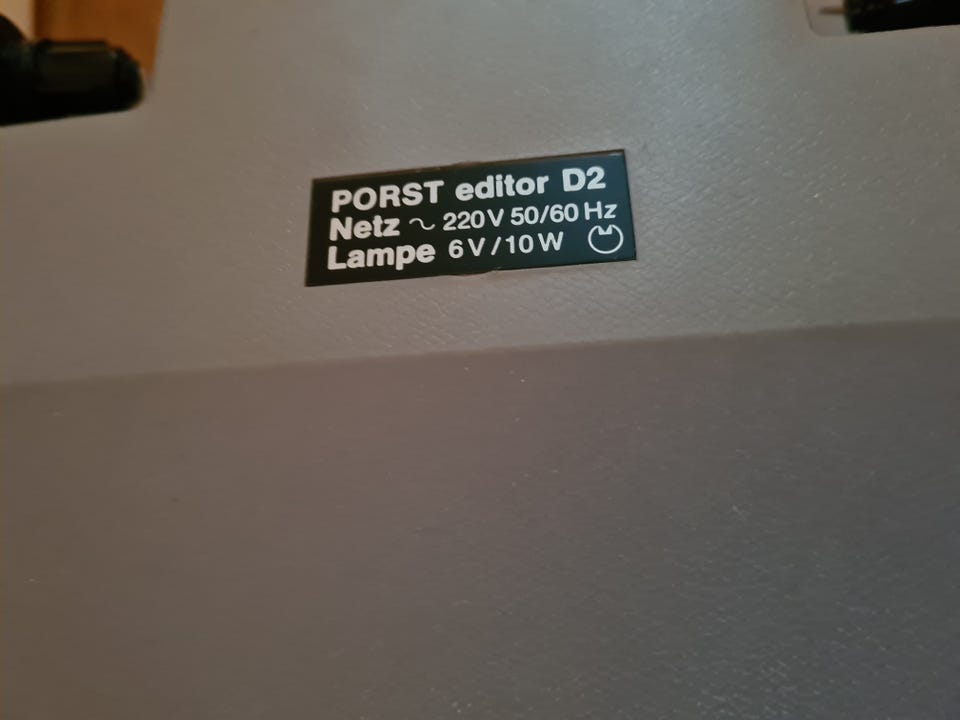 PORST editor D2
Netz ~ 220V 50/60 Hz
Lampe 6V/10W